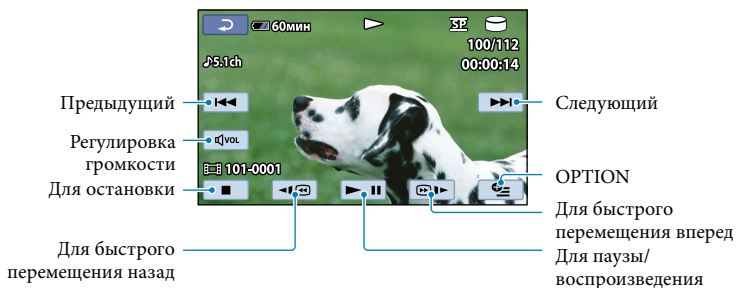 60мин
SP
100/112
♪5.1ch
00:00:14
Предыдущий
Следующий
VOL
Регулировка
громкости
101-0001
Для остановки
OPTION
Для быстрого
перемещения вперед
Для быстрого
перемещения назад
Для паузы/
воспроизведения